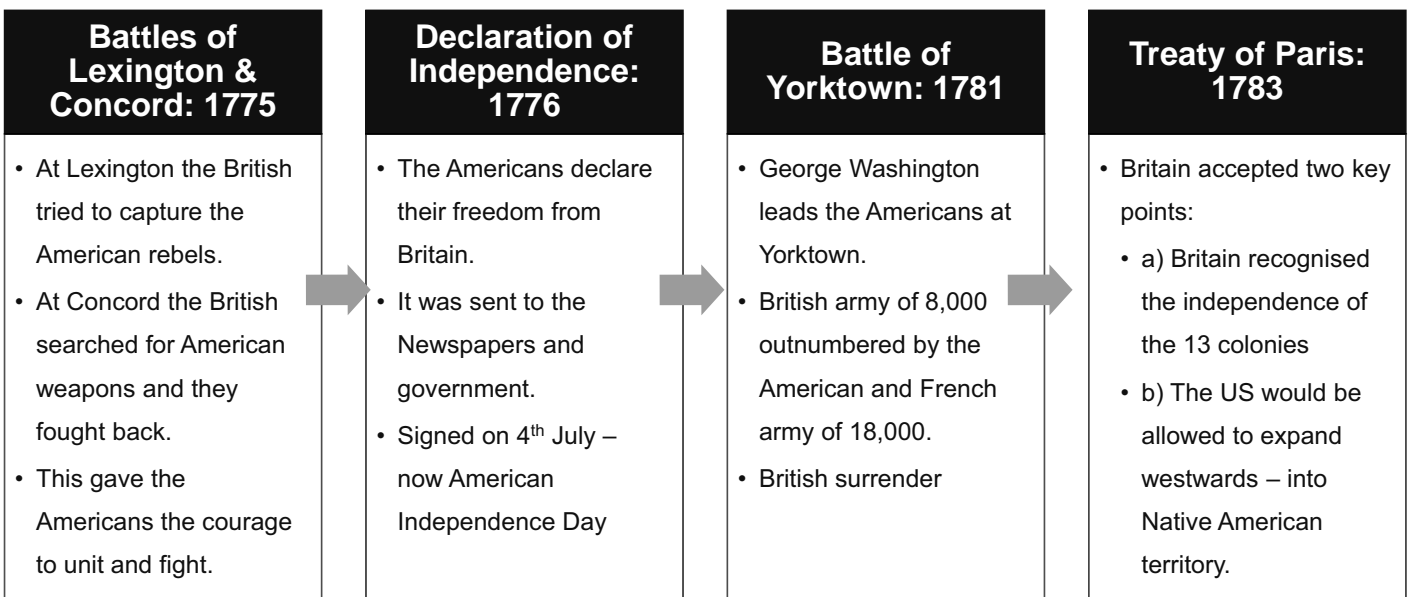 Battles of
Lexington &
Concord: 1775
• At Lexington the British
tried to capture the
American rebels.
• At Concord the British
searched for American
weapons and they
fought back.
• This gave the
Americans the courage
to unit and fight.
Declaration of
Independence:
1776
• The Americans declare
their freedom from
Britain.
• It was sent to the
Newspapers and
government.
• Signed on 4th July –
now American
Independence Day
Battle of
Yorktown: 1781
• George Washington
leads the Americans at
Yorktown.
• British army of 8,000
outnumbered by the
American and French
army of 18,000.
• British surrender
Treaty of Paris:
1783
• Britain accepted two key
points:
• a) Britain recognised
the independence of
the 13 colonies
• b) The US would be
allowed to expand
westwards – into
Native American
territory.